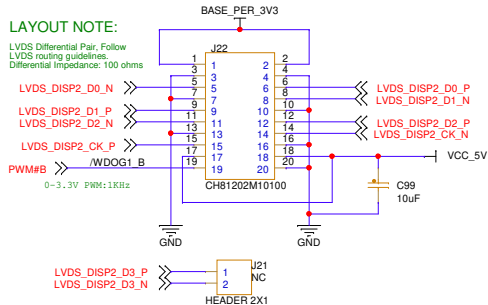 BASE_PER_3V3
LAYOUT NOTE:
LVDS Differential Pair, Follow
LVDS routing guidelines.
Differential Impedance: 100 ohms
J22
1 1 2 2
3 3 4 4
LVDS_DISP2_D0_N 5 5 6 6 LVDS_DISP2_D0_P
7 7 8 8 LVDS_DISP2_D1_N
LVDS_DISP2_D1_P 9 9 10 10
LVDS_DISP2_D2_N 11 11 12 12 LVDS_DISP2_D2_P
13 13 14 14 LVDS_DISP2_CK_N
LVDS_DISP2_CK_P 15 15 16 16
17 17 18 18 VCC_5V
PWM#B /WDOG1_B 19 19 20 20
0-3.3V PWM:1KHz
CH81202M10100
C99
10uF
GND
GND
J21
LVDS_DISP2_D3_P 1 NC
LVDS_DISP2_D3_N 2
HEADER 2X1